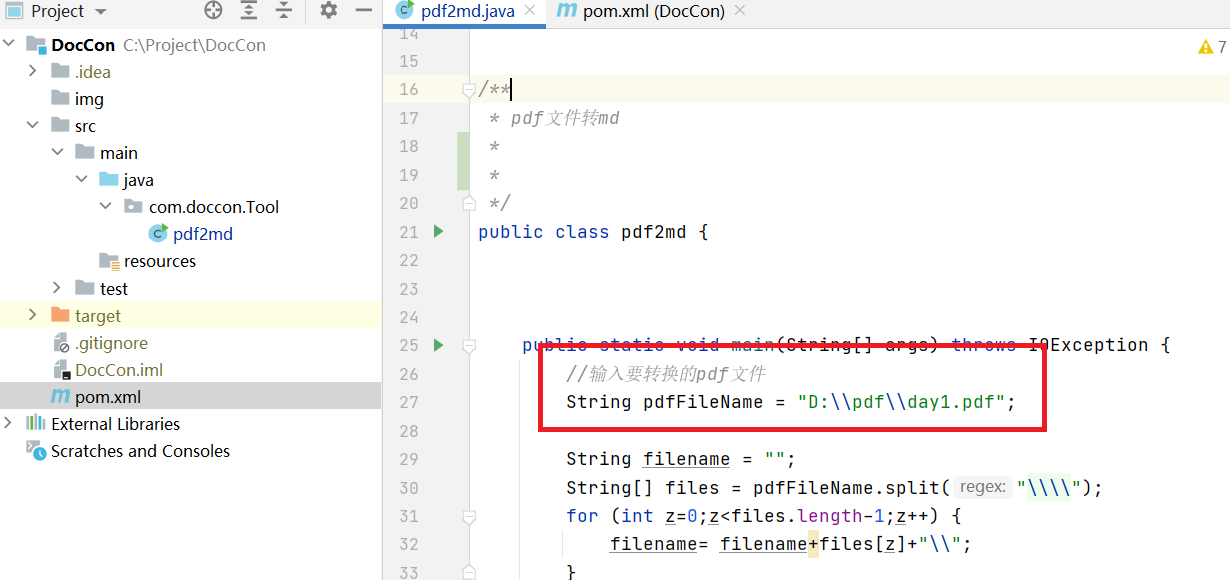 Project
DocCon C:\Project\DocCon
.idea
img
src
main
java
com.doccon.Tool
pdf2md
resources
test
target
.gitignore
DocCon.iml
pom.xml
External Libraries
Scratches and Consoles
pdf2md.java
pom.xml (DocCon)
7
14
15
16 /**
17 * pdf文件转md
18 *
19 *
20 */
21 public class pdf2md {
22
23
24
25 public static void main(String[] args) throws IOException {
26 //输入要转换的pdf文件
27 String pdfFileName = "D:\\pdf\\day1.pdf";
28
29 String filename = "";
30 String[] files = pdfFileName.split( regex: "\\\\");
31 for (int z=0;z<files.length-1;z++) {
32 filename= filename+files[z]+"\\";
33 }